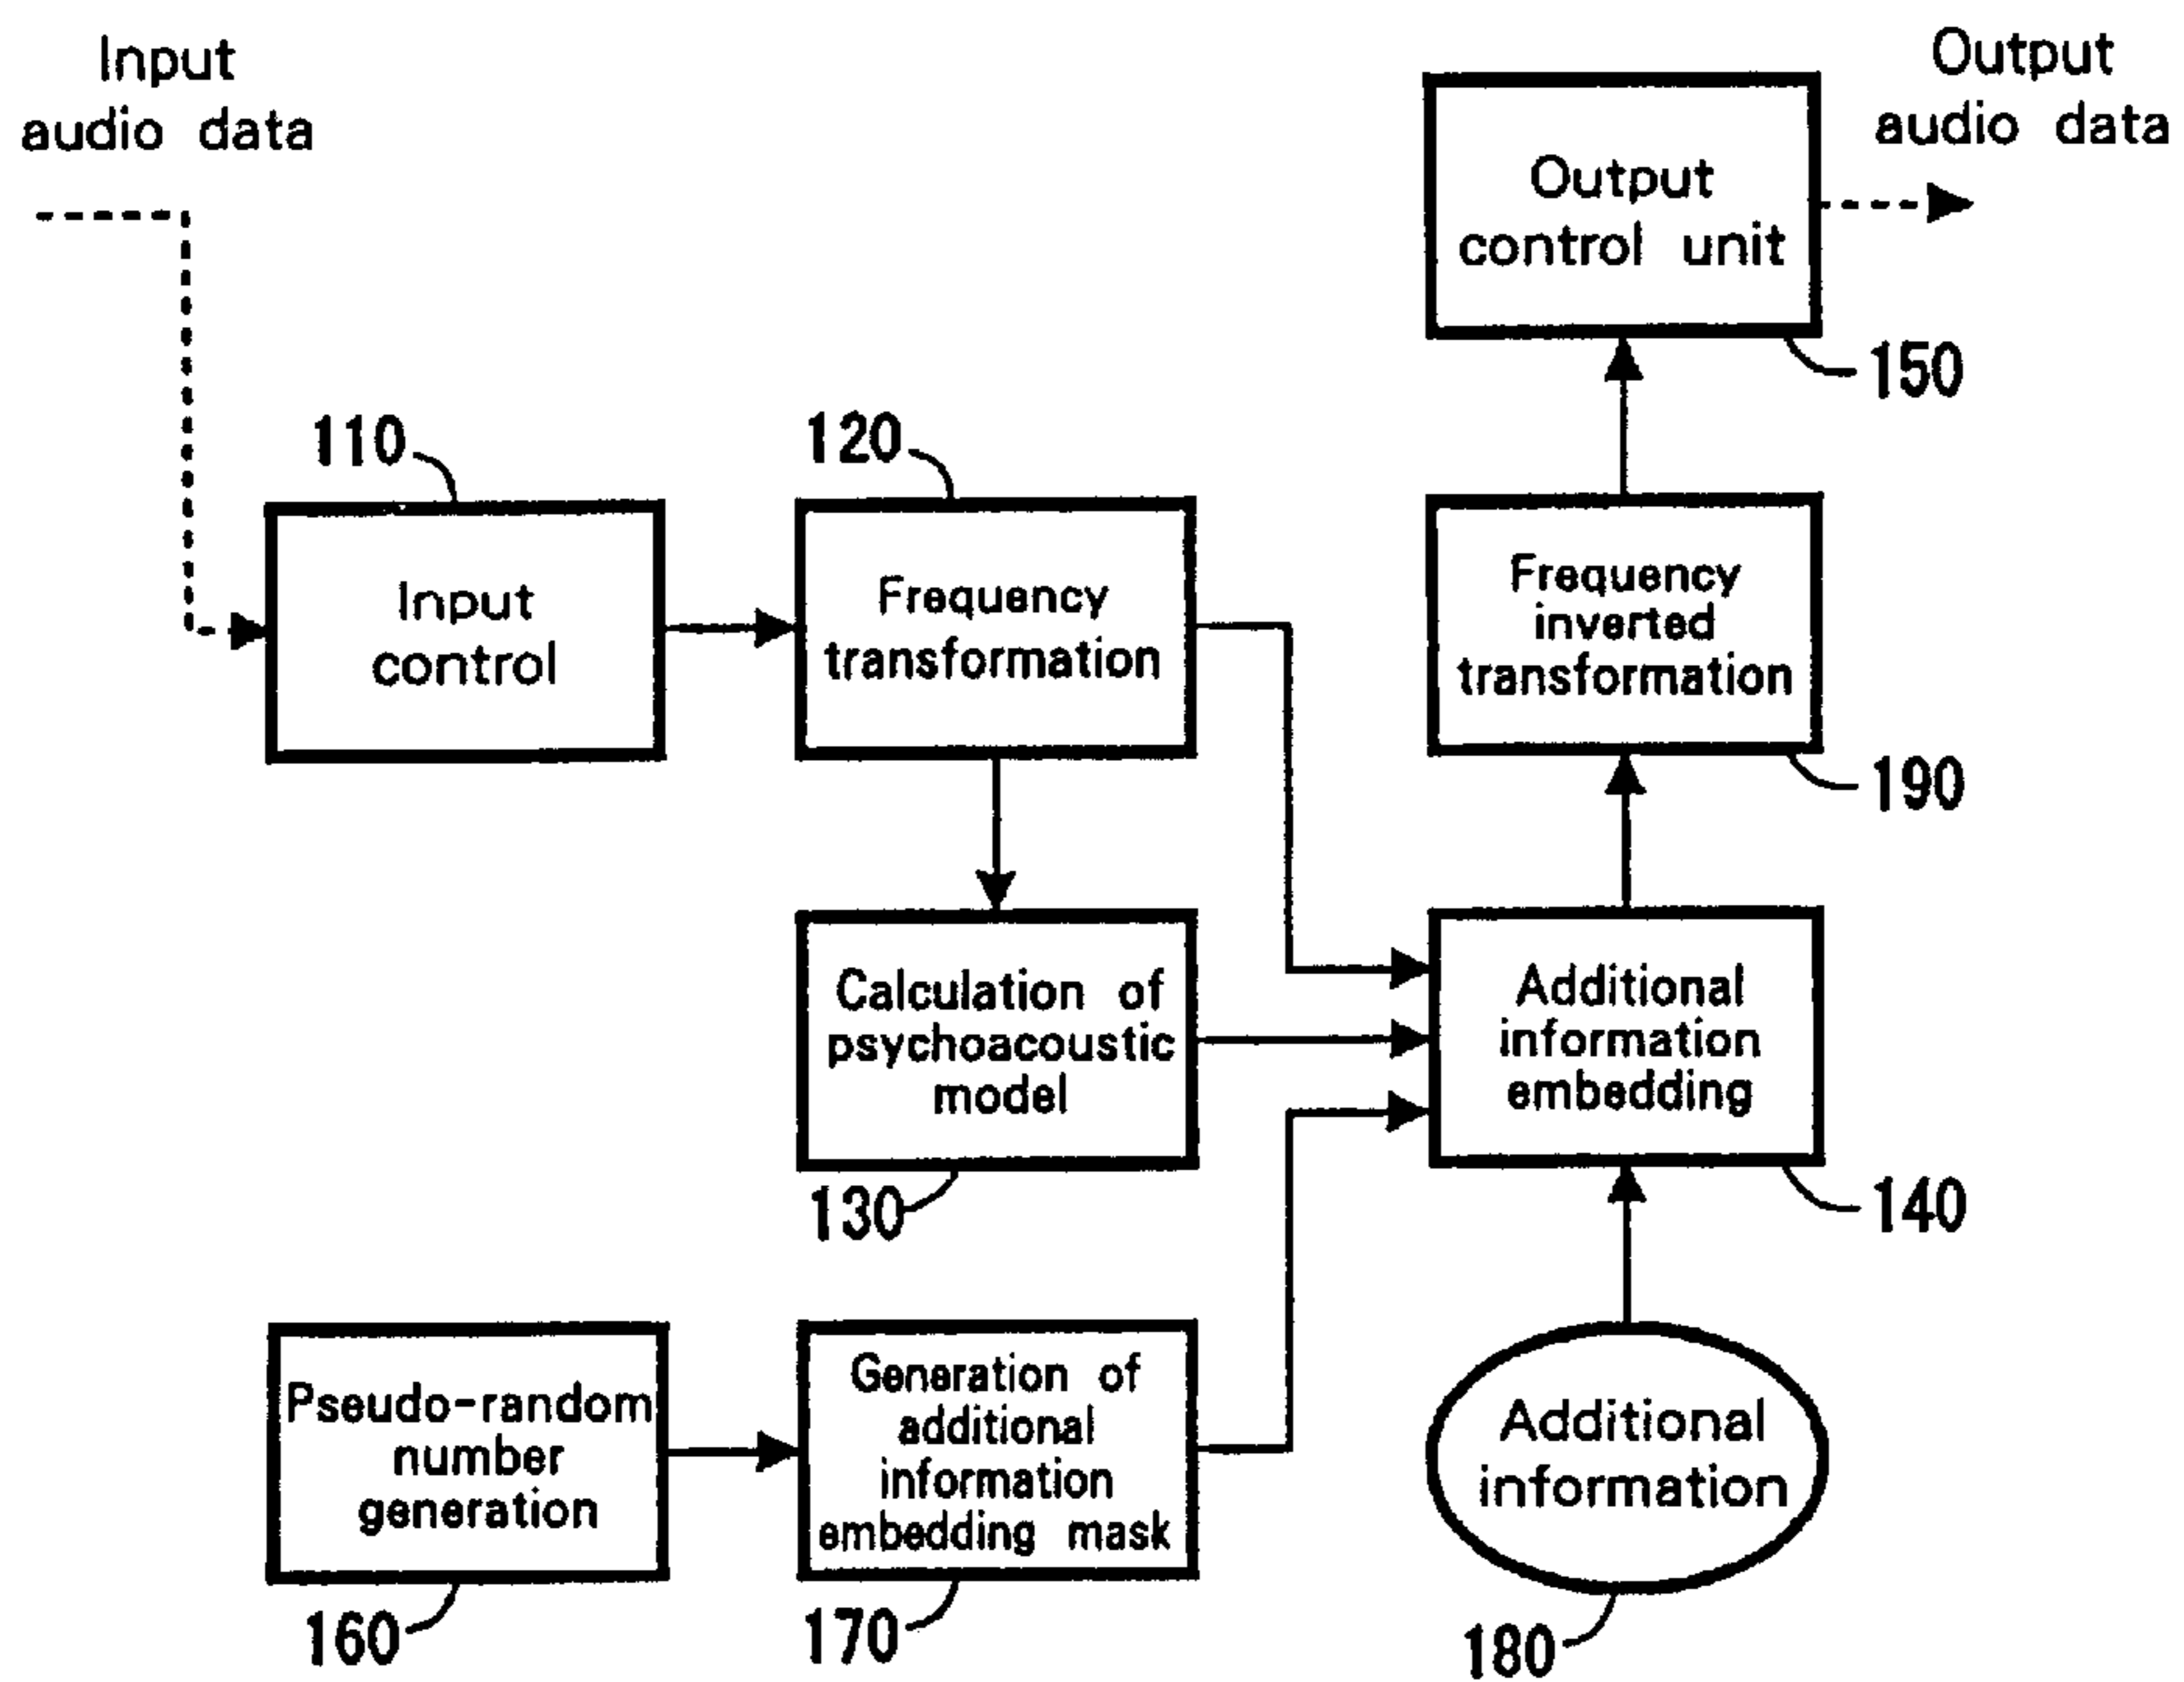 Input
audio data
Output
audio data
Output
control unit
150
110
120
Input
control
Frequency
transformation
Frequency
inverted
transformation
190
Calculation of
psychoacoustic
model
130
Additional
information
embedding
140
Pseudo-random
number
generation
160
Generation of
additional
information
embedding mask
170
Additional
information
180